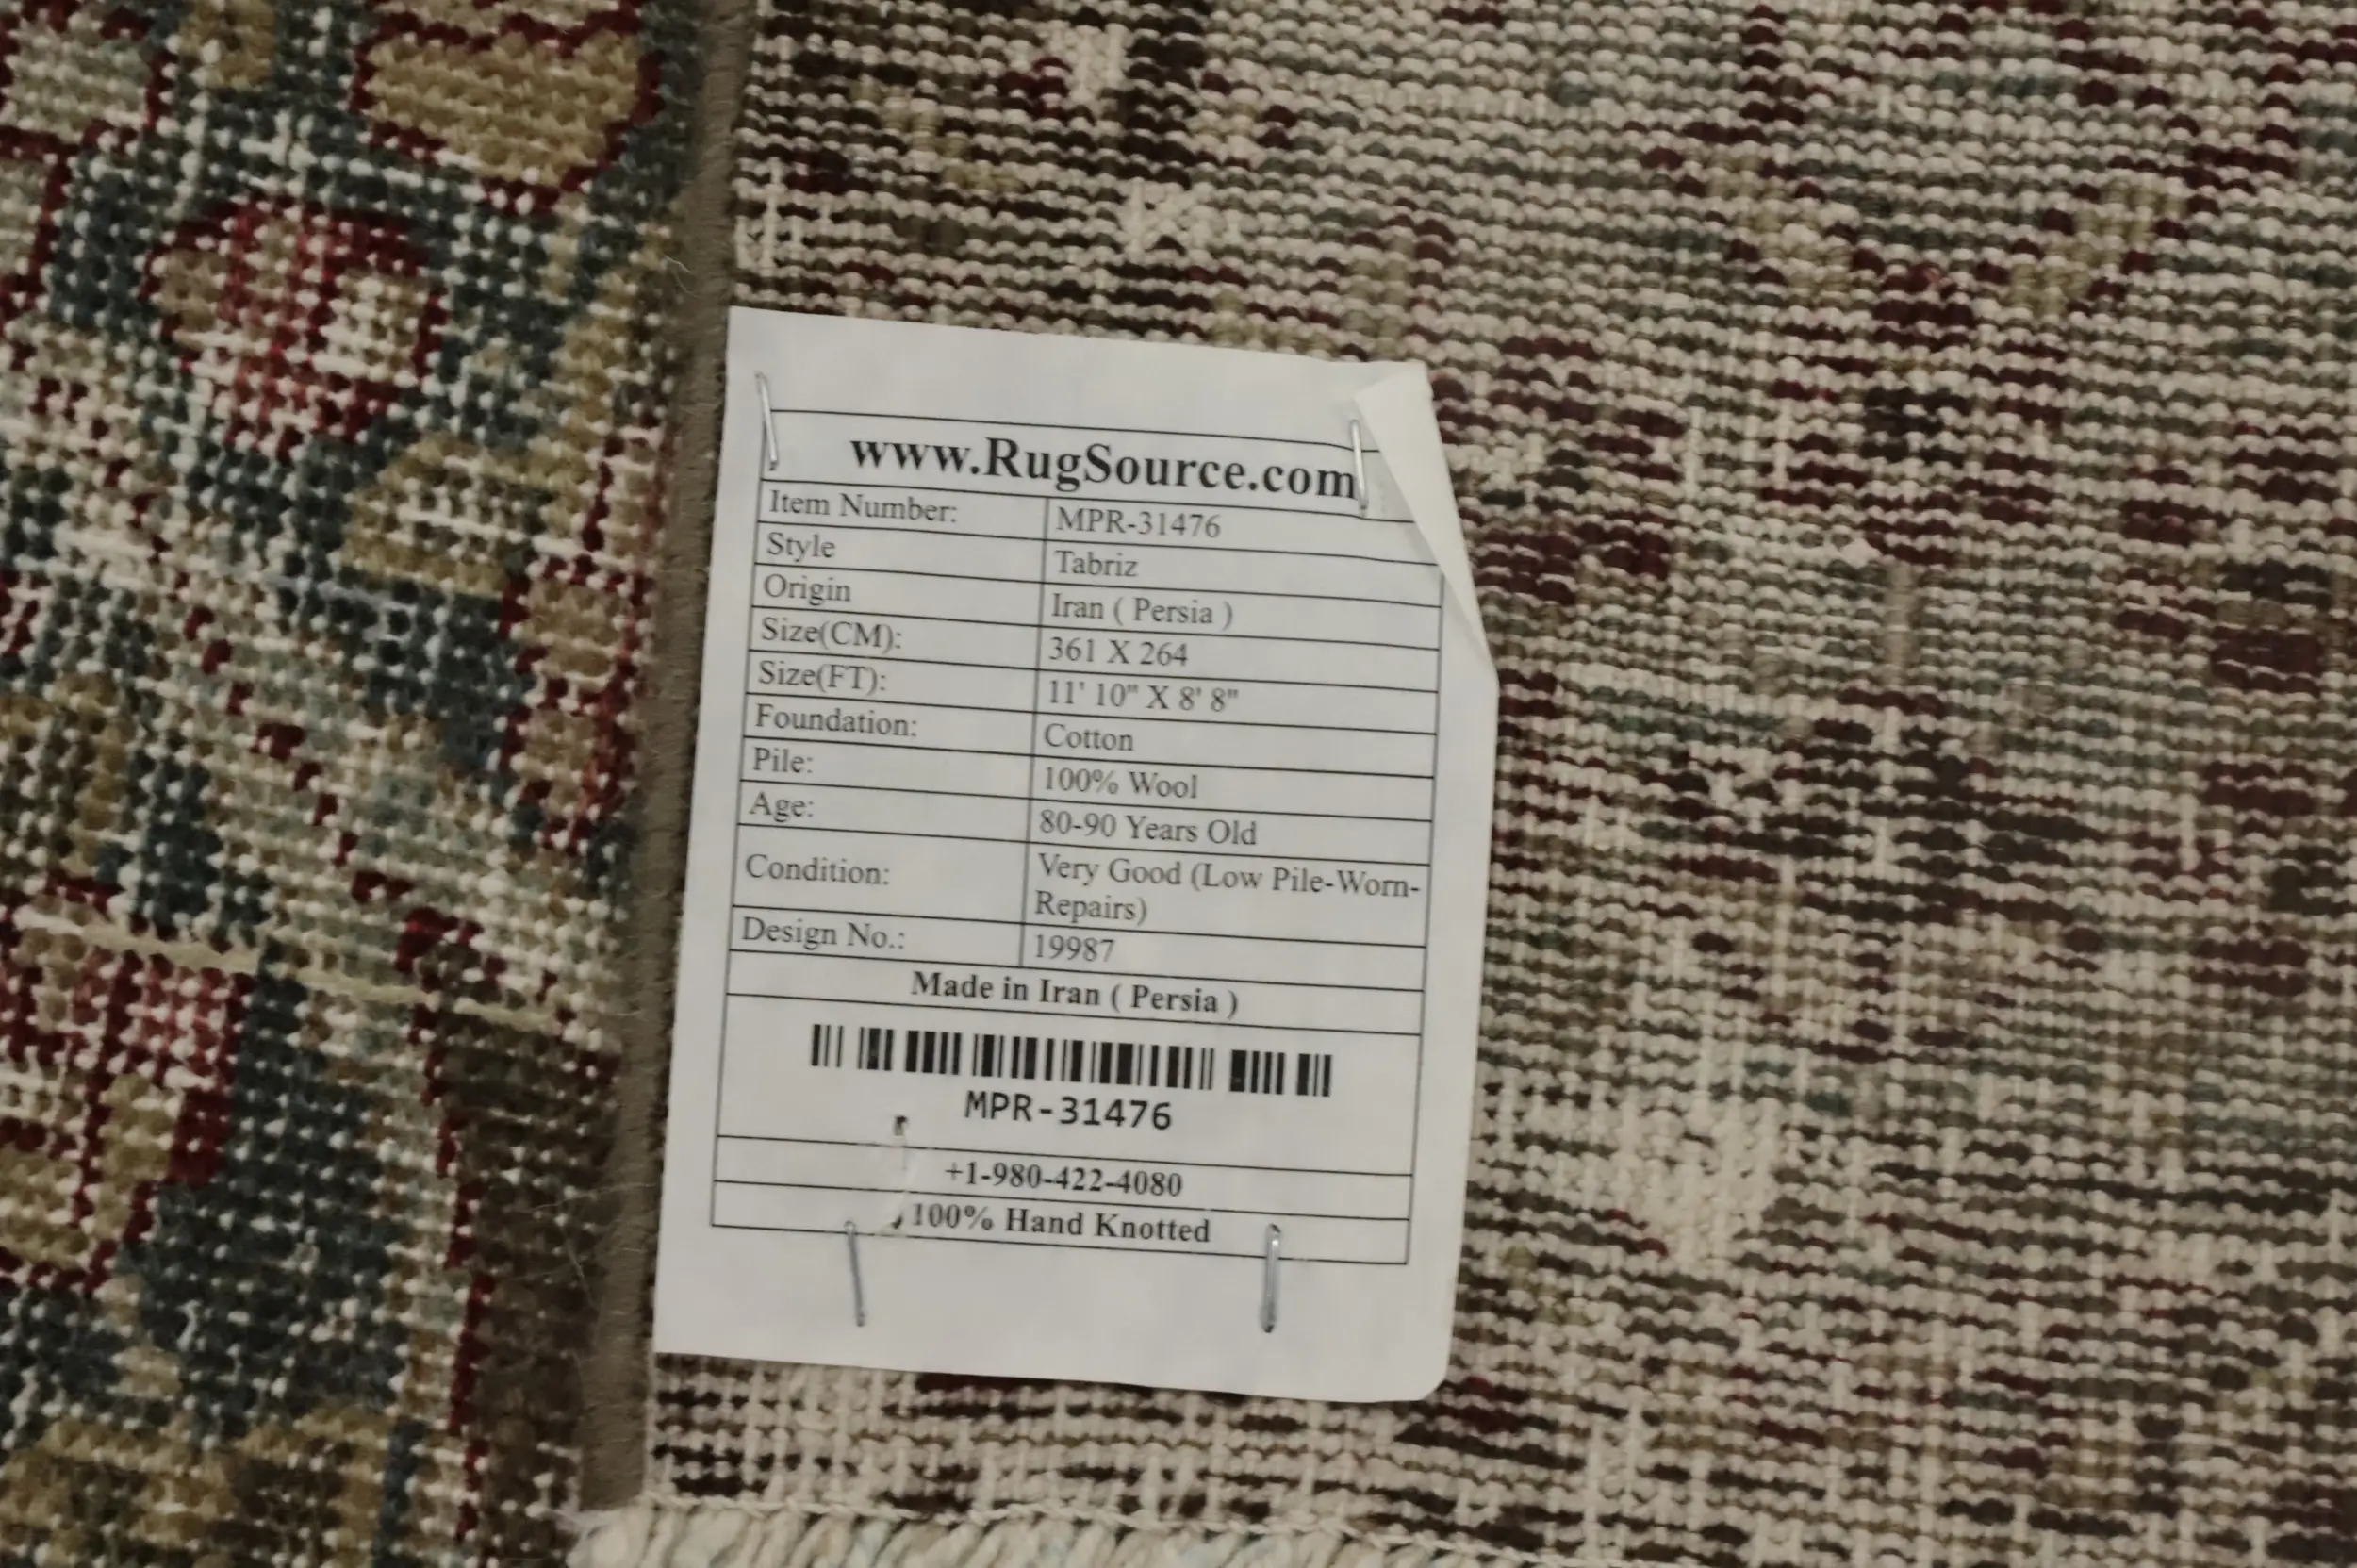 www.RugSource.com
Item Number: MPR-31476
Style Tabriz
Origin Iran ( Persia )
Size(CM): 361 X 264
Size(FT): 11' 10" X 8' 8"
Foundation: Cotton
Pile: 100% Wool
Age: 80-90 Years Old
Condition: Very Good (Low Pile-Worn-
Repairs)
Design No.: 19987
Made in Iran ( Persia )
MPR-31476
+1-980-422-4080
100% Hand Knotted